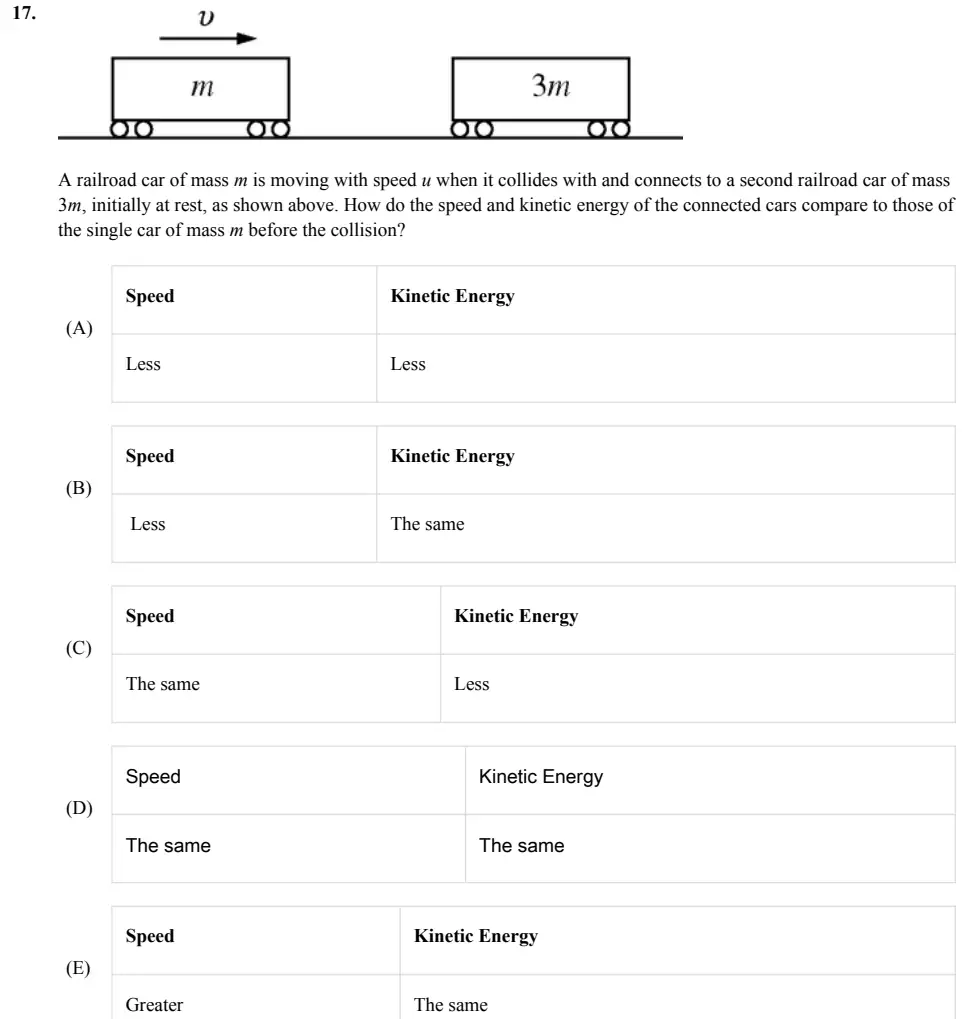 17.
υ
m
3m
A railroad car of mass m is moving with speed u when it collides with and connects to a second railroad car of mass
3m, initially at rest, as shown above. How do the speed and kinetic energy of the connected cars compare to those of
the single car of mass m before the collision?
(A)
Speed Kinetic Energy
Less Less
(B)
Speed Kinetic Energy
Less The same
(C)
Speed Kinetic Energy
The same Less
(D)
Speed Kinetic Energy
The same The same
(E)
Speed Kinetic Energy
Greater The same